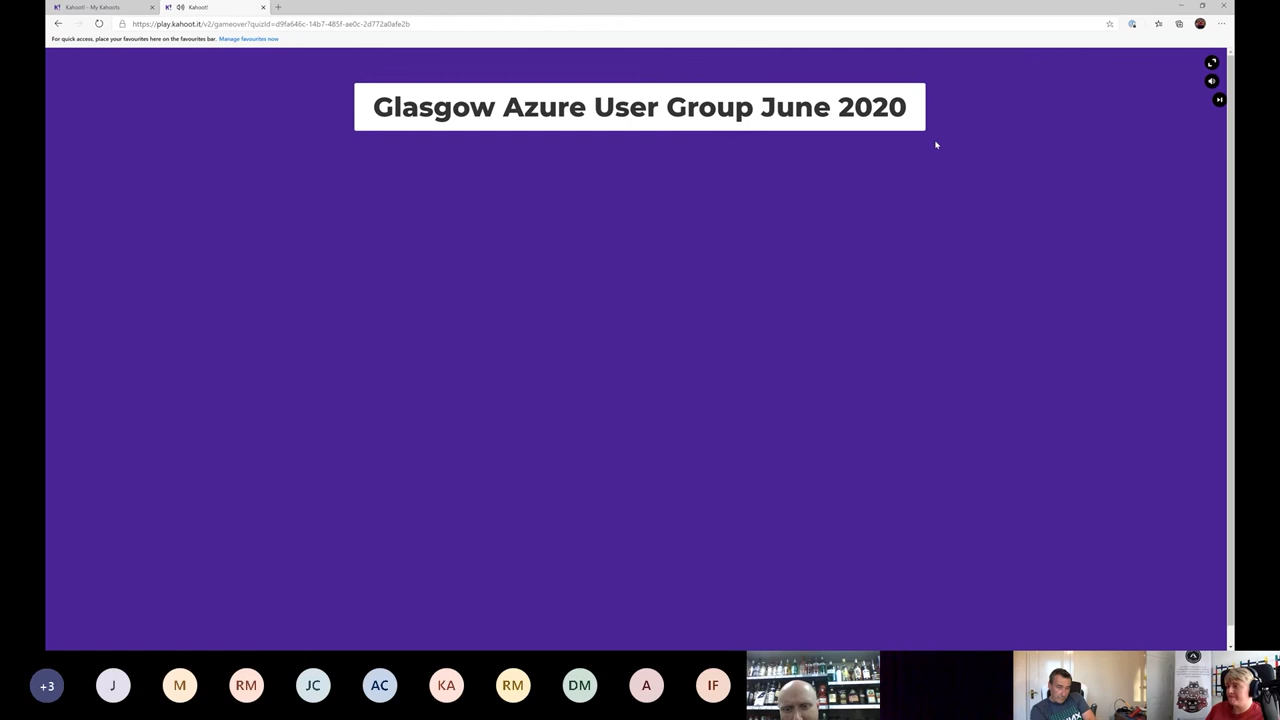 Kahoot! - My Kahoots
Kahoot!
https://play.kahoot.it/v2/gameover?quizId=d9fa646c-14b7-485f-ae0c-2d772a0afe2b
For quick access, place your favourites here on the favourites bar. Manage favourites now
Glasgow Azure User Group June 2020
+3
J
M
RM
JC
AC
KA
RM
DM
A
IF